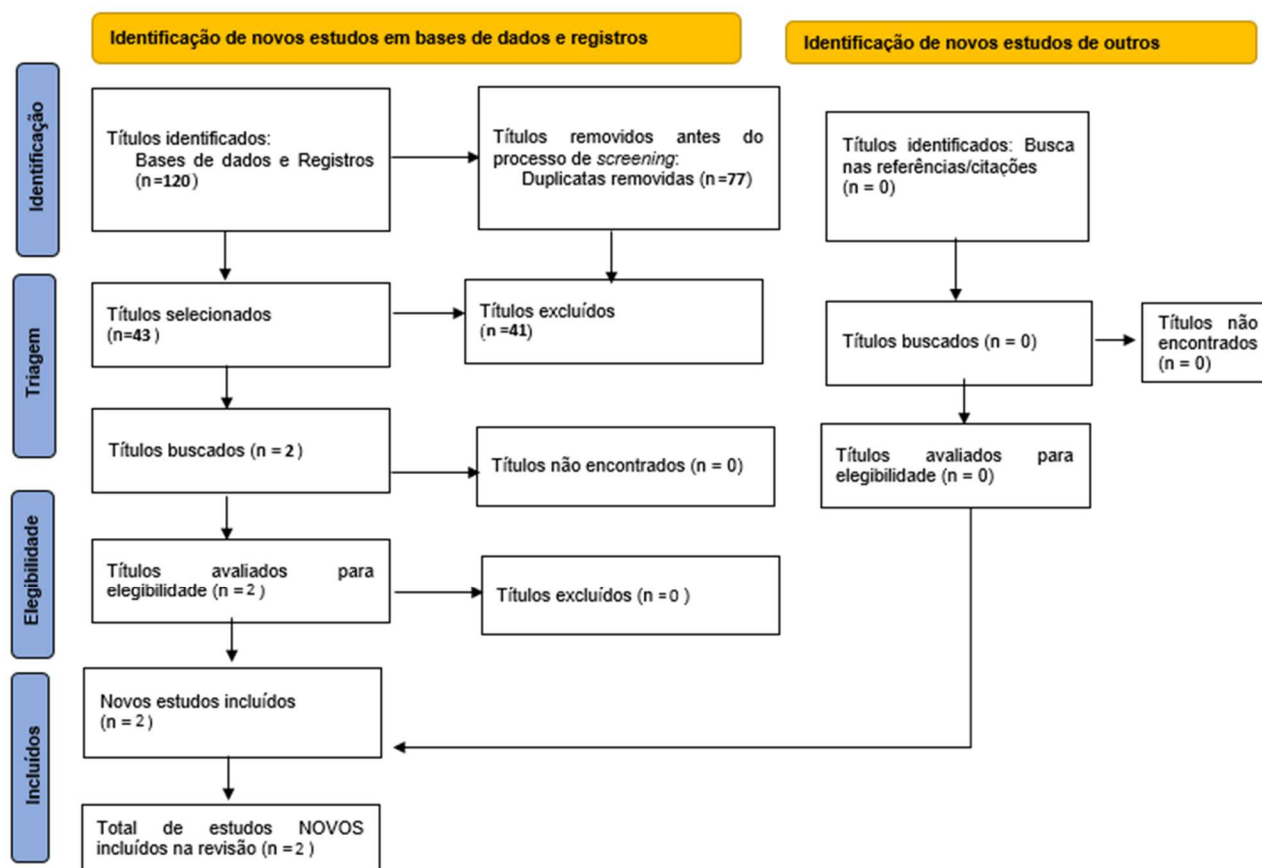 Identificação de novos estudos em bases de dados e registros
Identificação de novos estudos de outros
Identificação
Títulos identificados:
Bases de dados e Registros
(n=120)
Títulos removidos antes do
processo de screening:
Duplicatas removidas (n=77)
Títulos identificados: Busca
nas referências/citações
(n = 0)
Triagem
Títulos selecionados
(n=43)
Títulos excluídos
(n=41)
Títulos buscados (n = 0)
Títulos não
encontrados
(n = 0)
Títulos buscados (n = 2)
Títulos não encontrados (n = 0)
Títulos avaliados para
elegibilidade (n = 0)
Elegibilidade
Títulos avaliados para
elegibilidade (n = 2)
Títulos excluídos (n = 0)
Incluídos
Novos estudos incluídos
(n = 2)
Total de estudos NOVOS
incluídos na revisão (n = 2)